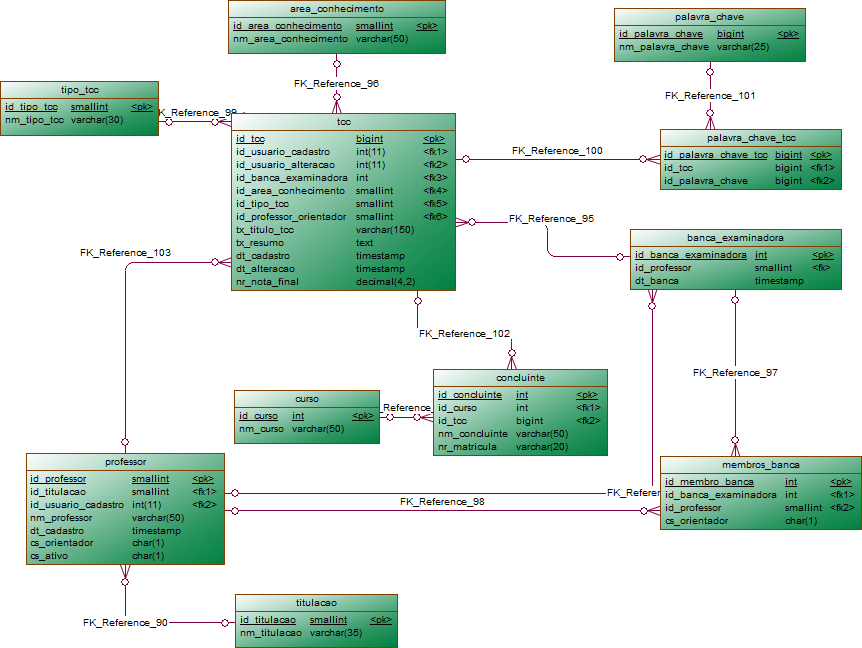 area_conhecimento
id_area_conhecimento smallint <pk>
nm_area_conhecimento varchar(50)
palavra_chave
id_palavra_chave bigint <pk>
nm_palavra_chave varchar(25)
FK_Reference_96
FK_Reference_101
tipo_tcc
id_tipo_tcc smallint <pk>
nm_tipo_tcc varchar(30)
FK_Reference_99
tcc
id_tcc bigint <pk>
id_usuario_cadastro int(11) <fk1>
id_usuario_alteracao int(11) <fk2>
id_banca_examinadora int <fk3>
id_area_conhecimento smallint <fk4>
id_tipo_tcc smallint <fk5>
id_professor_orientador smallint <fk6>
tx_titulo_tcc varchar(150)
tx_resumo text
dt_cadastro timestamp
dt_alteracao timestamp
nr_nota_final decimal(4,2)
FK_Reference_100
palavra_chave_tcc
id_palavra_chave_tcc bigint <pk>
id_tcc bigint <fk1>
id_palavra_chave bigint <fk2>
FK_Reference_95
banca_examinadora
id_banca_examinadora int <pk>
id_professor smallint <fk>
dt_banca timestamp
FK_Reference_103
FK_Reference_102
FK_Reference_97
concluinte
id_concluinte int <pk>
id_curso int <fk1>
id_tcc bigint <fk2>
nm_concluinte varchar(50)
nr_matricula varchar(20)
curso
id_curso int <pk>
nm_curso varchar(50)
Reference_
professor
id_professor smallint <pk>
id_titulacao smallint <fk1>
id_usuario_cadastro int(11) <fk2>
nm_professor varchar(50)
dt_cadastro timestamp
cs_orientador char(1)
cs_ativo char(1)
FK_Referer
FK_Reference_98
membros_banca
id_membro_banca int <pk>
id_banca_examinadora int <fk1>
id_professor smallint <fk2>
cs_orientador char(1)
FK_Reference_90
titulacao
id_titulacao smallint <pk>
nm_titulacao varchar(35)